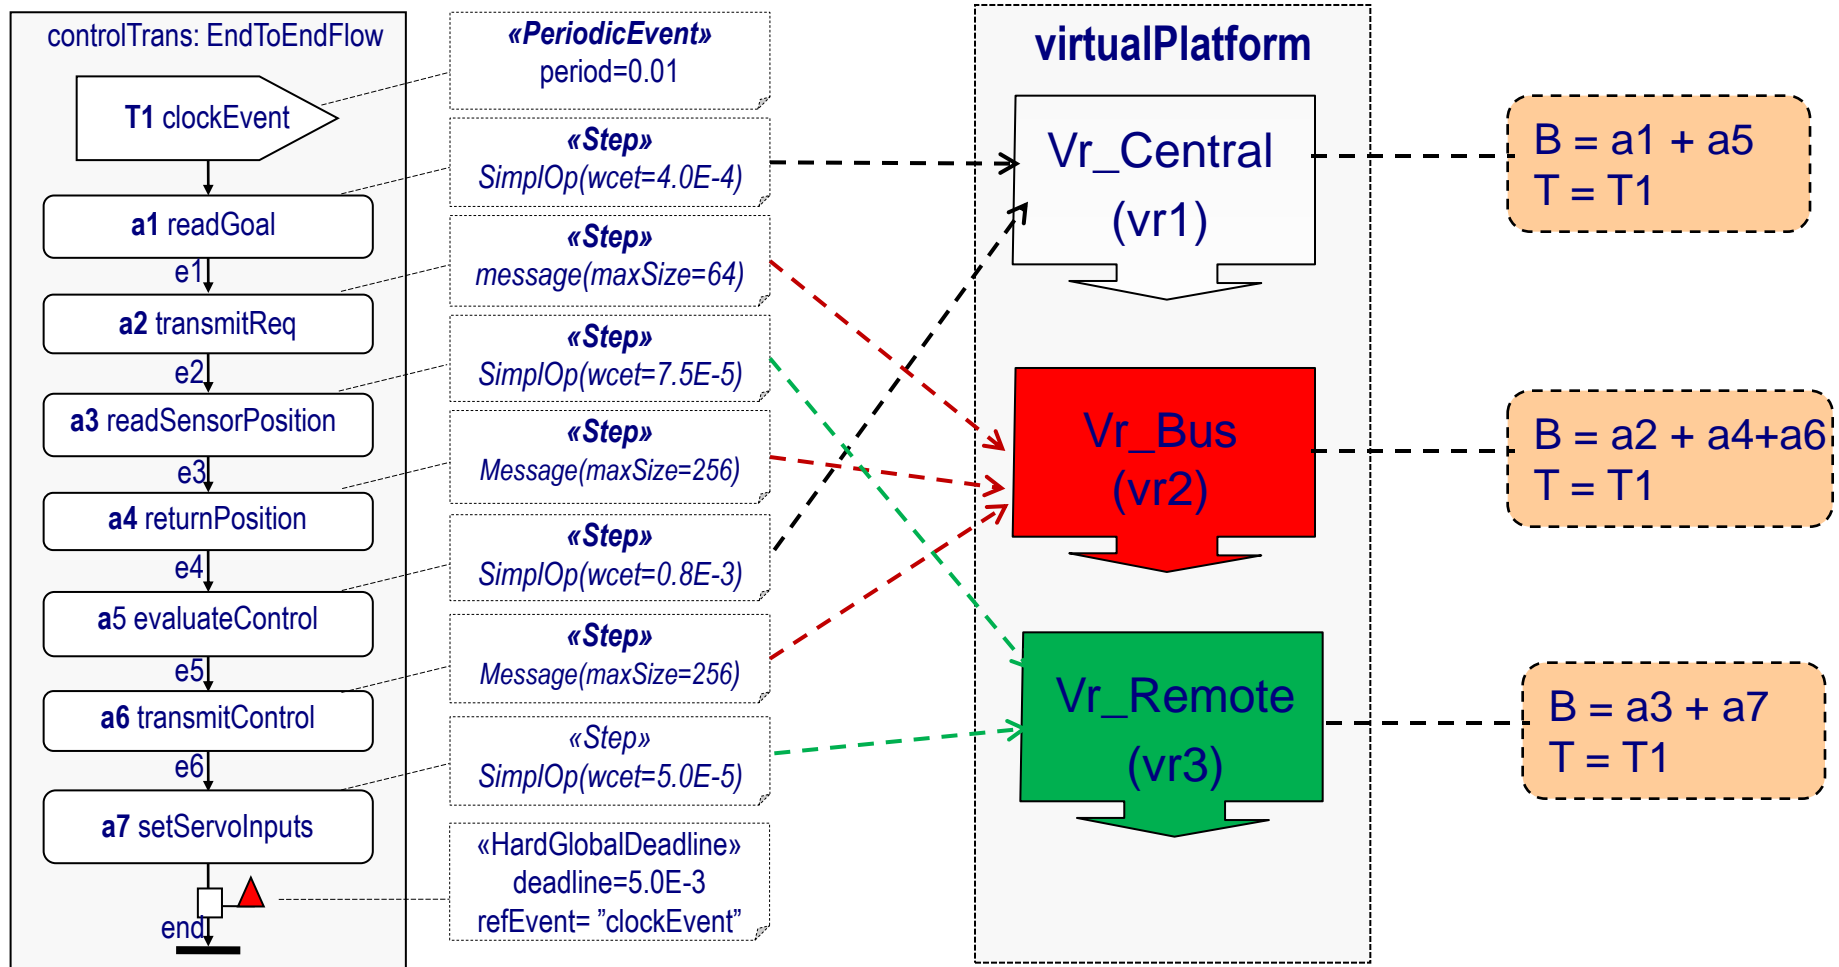 controlTrans: EndToEndFlow
T1 clockEvent
a1 readGoal
e1
a2 transmitReq
e2
a3 readSensorPosition
e3
a4 returnPosition
e4
a5 evaluateControl
e5
a6 transmitControl
e6
a7 setServoInputs
end
«PeriodicEvent»
period=0.01
«Step»
SimplOp(wcet=4.0E-4)
«Step»
message(maxSize=64)
«Step»
SimplOp(wcet=7.5E-5)
«Step»
Message(maxSize=256)
«Step»
SimplOp(wcet=0.8E-3)
«Step»
Message(maxSize=256)
«Step»
SimplOp(wcet=5.0E-5)
«HardGlobalDeadline»
deadline=5.0E-3
refEvent= ”clockEvent”
virtualPlatform
Vr_Central
(vr1)
Vr_Bus
(vr2)
Vr_Remote
(vr3)
B = a1 + a5
T = T1
B = a2 + a4+a6
T = T1
B = a3 + a7
T = T1